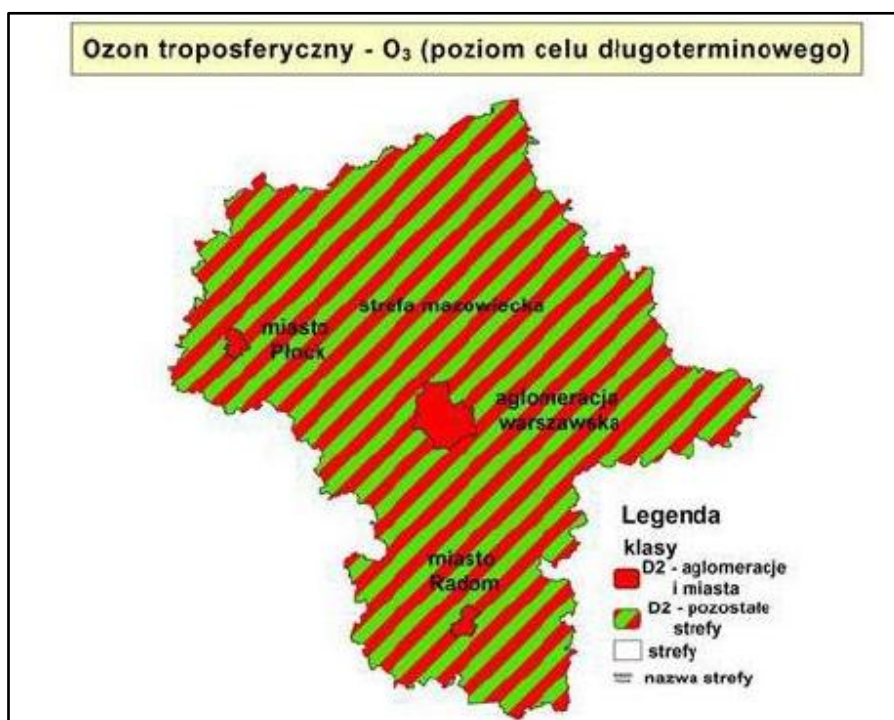 Ozon troposferyczny - O₃ (poziom celu długoterminowego)
strefa mazowiecka
miasto
Płock
aglomeracja
warszawska
miasto
Radom
Legenda
klasy
D2 - aglomeracje
i miasta
D2 - pozostałe
strefy
strefy
nazwa strefy